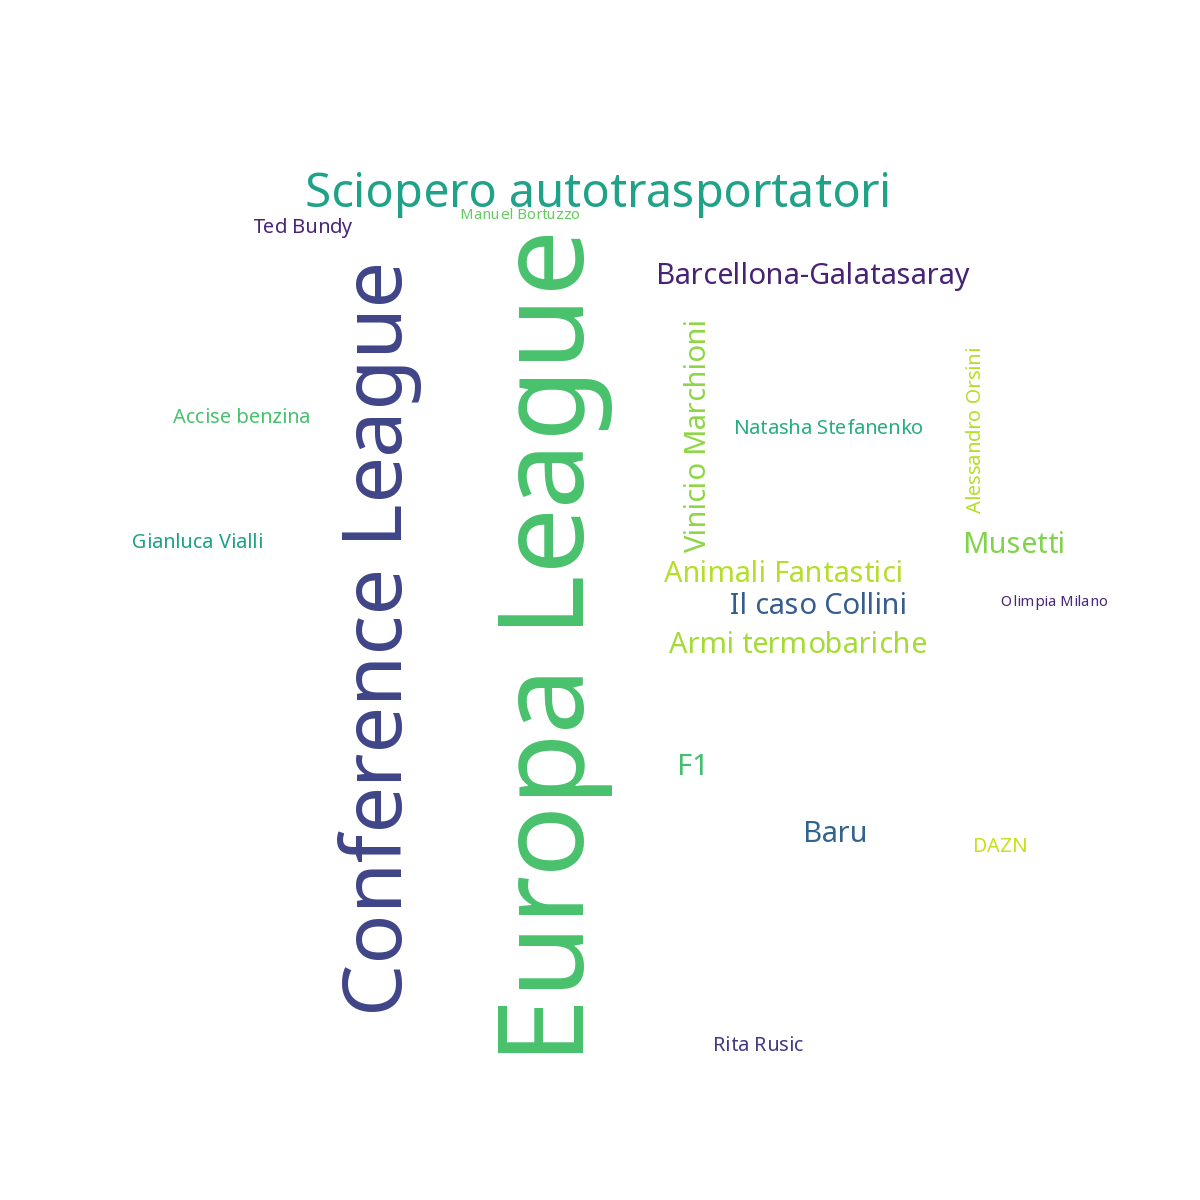 Sciopero autotrasportatori
Manuel Bortuzzo
Ted Bundy
Conference League
Europa League
Barcellona-Galatasaray
Vinicio Marchioni
Alessandro Orsini
Accise benzina
Natasha Stefanenko
Gianluca Vialli
Musetti
Animali Fantastici
Il caso Collini
Olimpia Milano
Armi termobariche
F1
Baru
DAZN
Rita Rusic